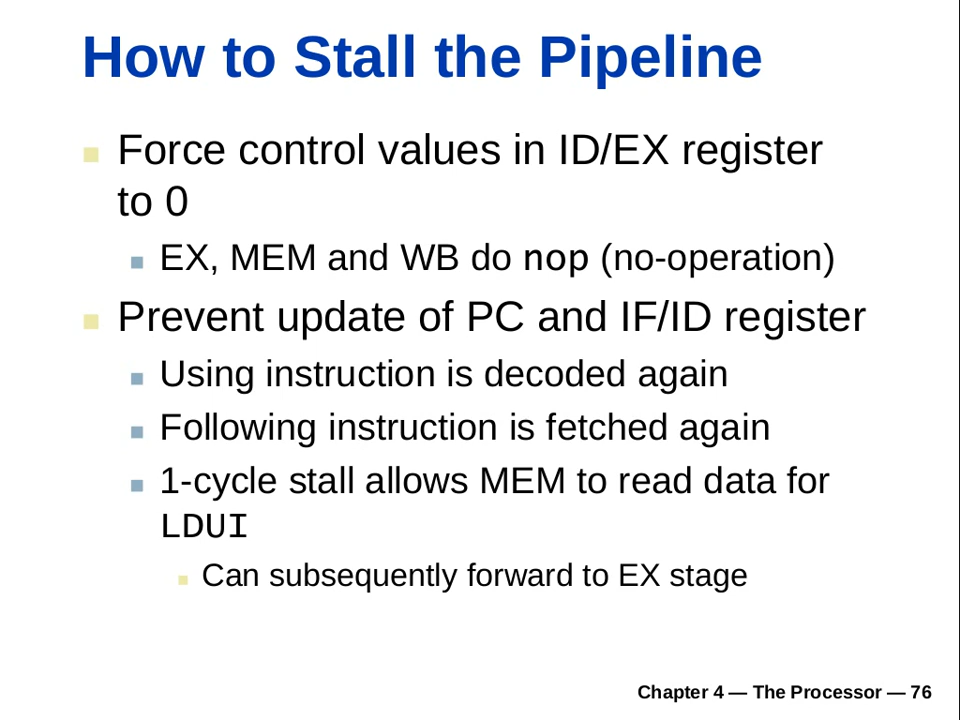 How to Stall the Pipeline
Force control values in ID/EX register
to 0
EX, MEM and WB do nop (no-operation)
Prevent update of PC and IF/ID register
Using instruction is decoded again
Following instruction is fetched again
1-cycle stall allows MEM to read data for
LDUI
Can subsequently forward to EX stage
Chapter 4 — The Processor — 76